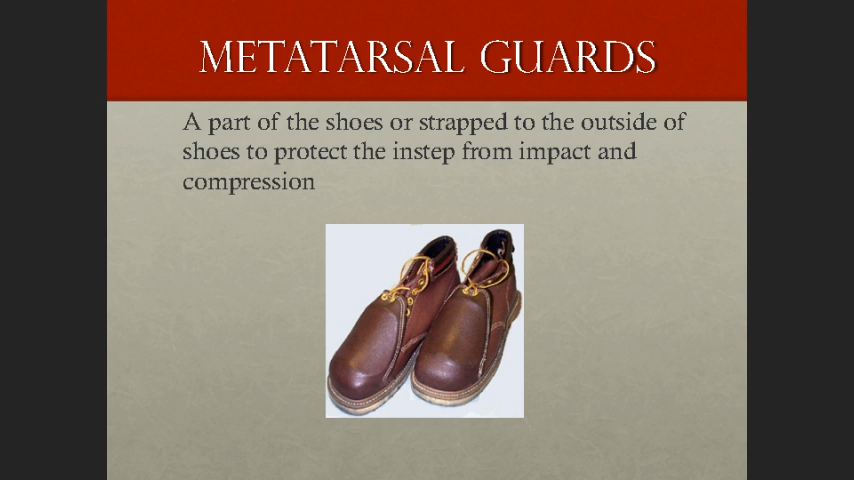 METATARSAL GUARDS
A part of the shoes or strapped to the outside of
shoes to protect the instep from impact and
compression